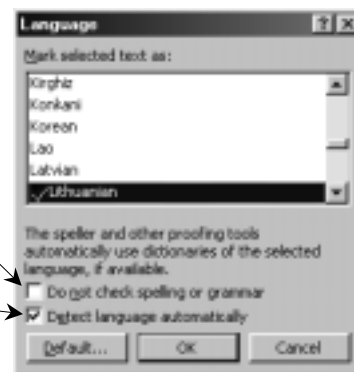 Language
Mark selected text as:
Kirghiz
Konkani
Korean
Lao
Latvian
Lithuanian
The speller and other proofing tools
automatically use dictionaries of the selected
language, if available.
Do not check spelling or grammar
Detect language automatically
Default... OK Cancel